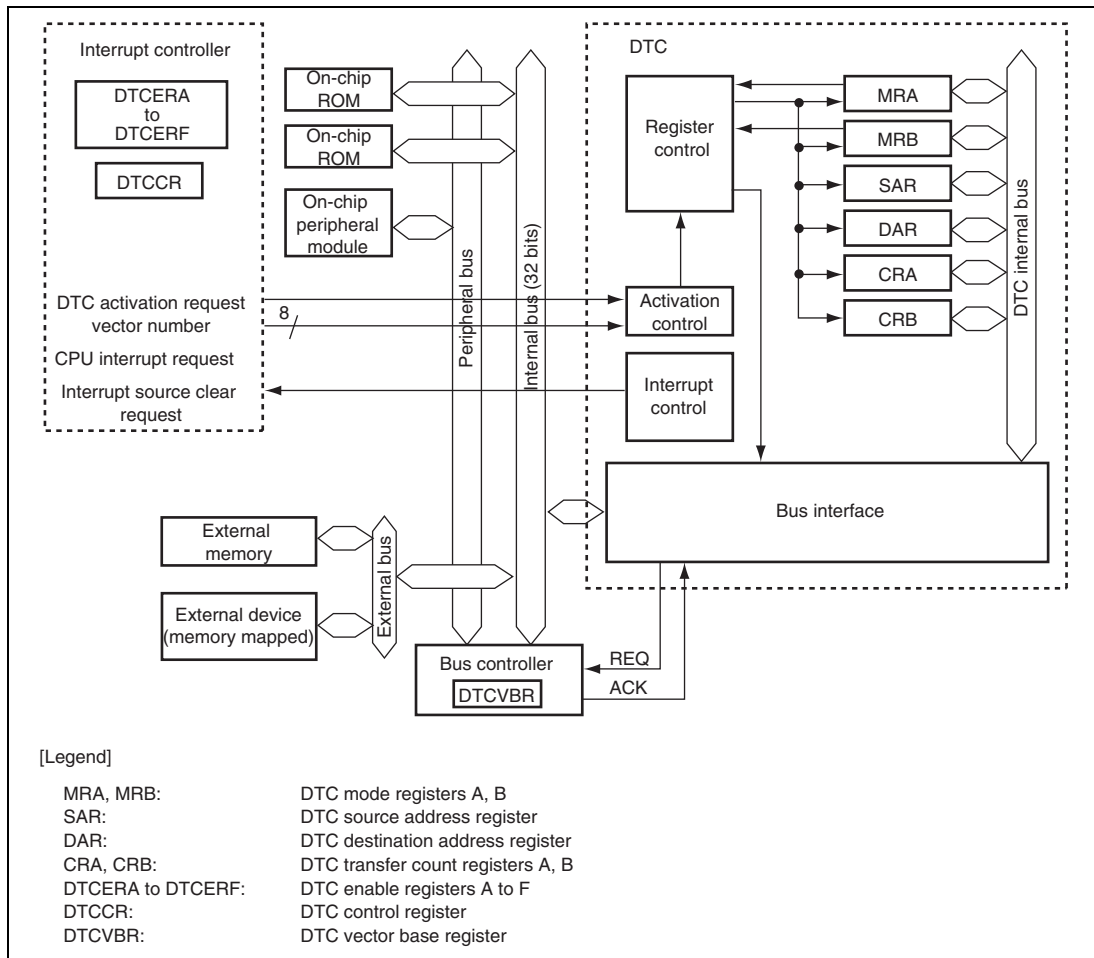 Interrupt controller
DTCERA
to
DTCERF
DTCCR
DTC activation request
vector number
8
CPU interrupt request
Interrupt source clear
request
On-chip
ROM
On-chip
ROM
On-chip
peripheral
module
Peripheral bus
Internal bus (32 bits)
External
memory
External device
(memory mapped)
External bus
Bus controller
DTCVBR
REQ
ACK
DTC
Register
control
Activation
control
Interrupt
control
MRA
MRB
SAR
DAR
CRA
CRB
DTC internal bus
Bus interface
[Legend]
MRA, MRB: DTC mode registers A, B
SAR: DTC source address register
DAR: DTC destination address register
CRA, CRB: DTC transfer count registers A, B
DTCERA to DTCERF: DTC enable registers A to F
DTCCR: DTC control register
DTCVBR: DTC vector base register